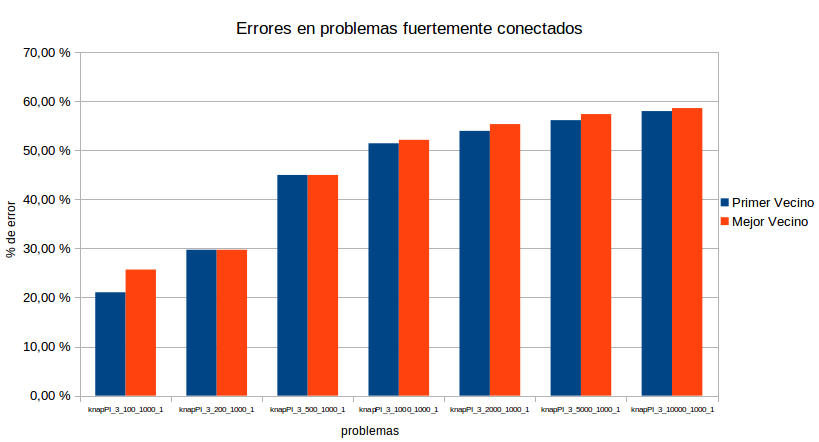 Errores en problemas fuertemente conectados
70,00 %
60,00 %
50,00 %
40,00 %
30,00 %
20,00 %
10,00 %
0,00 %
% de error
knapPI_3_100_1000_1
knapPI_3_200_1000_1
knapPI_3_500_1000_1
knapPI_3_1000_1000_1
knapPI_3_2000_1000_1
knapPI_3_5000_1000_1
knapPI_3_10000_1000_1
problemas
Primer Vecino
Mejor Vecino